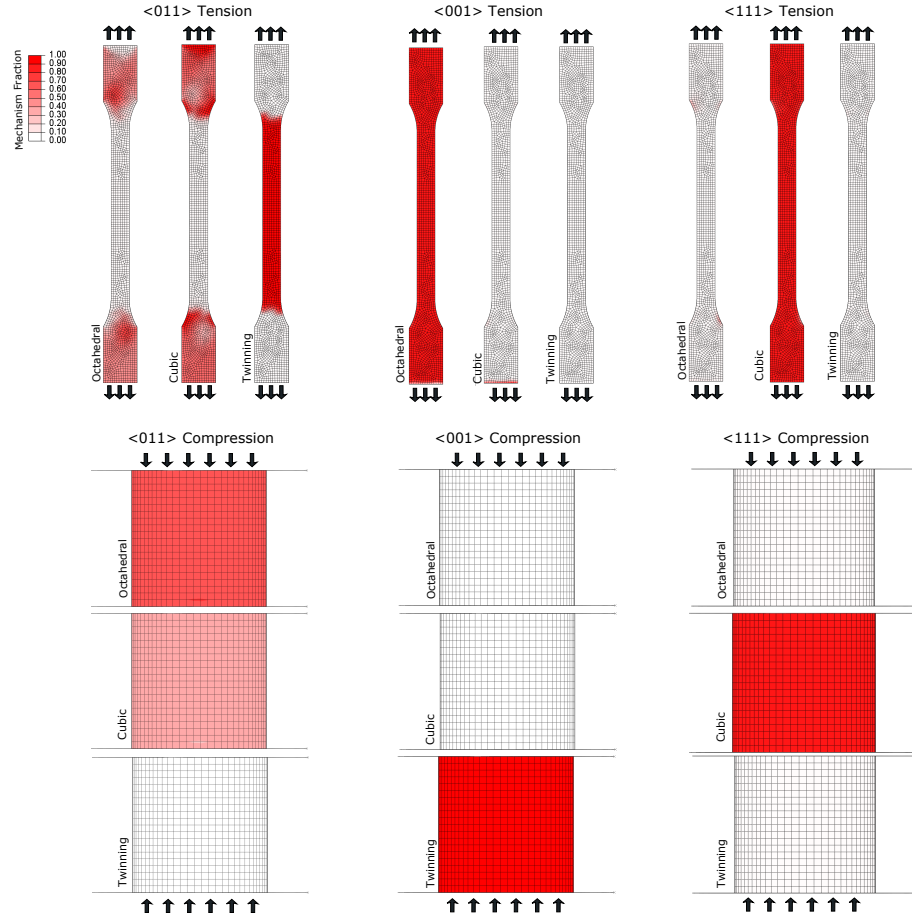 <011> Tension
<001> Tension
<111> Tension
Mechanism Fraction
1.00
0.90
0.80
0.70
0.60
0.50
0.40
0.30
0.20
0.10
0.00
Octahedral
Cubic
Twinning
Octahedral
Cubic
Twinning
Octahedral
Cubic
Twinning
<011> Compression
<001> Compression
<111> Compression
Octahedral
Octahedral
Octahedral
Cubic
Cubic
Cubic
Twinning
Twinning
Twinning